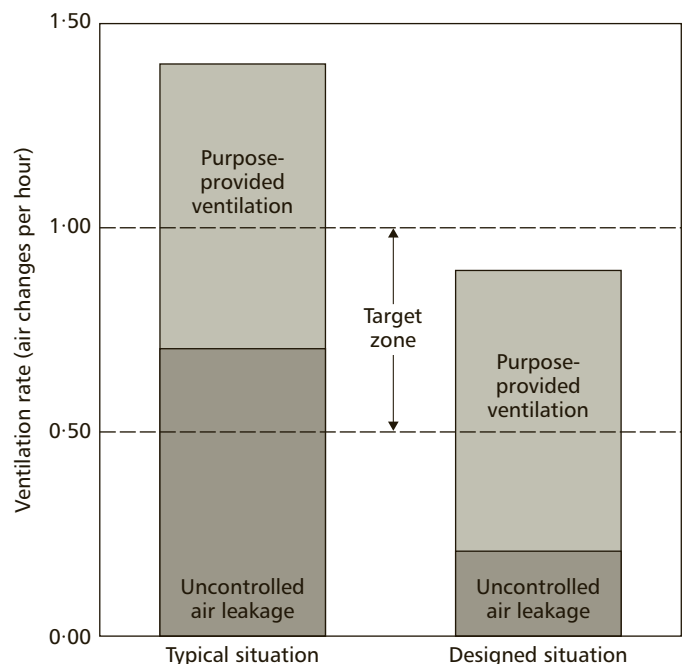 1·50
Purpose-
provided
ventilation
1·00
Target
zone
Purpose-
provided
ventilation
0·50
Uncontrolled
air leakage
Uncontrolled
air leakage
0·00
Typical situation
Designed situation
Ventilation rate (air changes per hour)